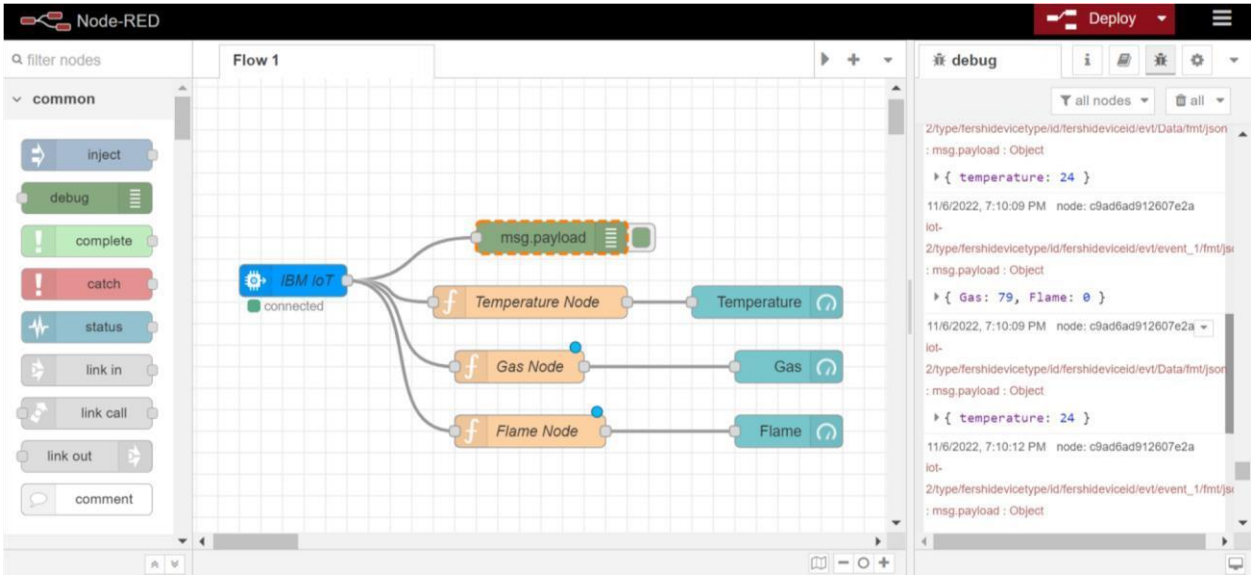 Node-RED
Deploy
filter nodes
common
inject
debug
complete
catch
status
link in
link call
link out
comment
Flow 1
msg.payload
IBM IoT
connected
Temperature Node
Temperature
Gas Node
Gas
Flame Node
Flame
debug
i
all nodes
all
2/type/fershidevicetype/id/fershideviceid/evt/Data/fmt/json
: msg.payload : Object
{ temperature: 24 }
11/6/2022, 7:10:09 PM node: c9ad6ad912607e2a
iot-
2/type/fershidevicetype/id/fershideviceid/evt/event_1/fmt/js
: msg.payload : Object
{ Gas: 79, Flame: 0 }
11/6/2022, 7:10:09 PM node: c9ad6ad912607e2a
iot-
2/type/fershidevicetype/id/fershideviceid/evt/Data/fmt/json
: msg.payload : Object
{ temperature: 24 }
11/6/2022, 7:10:12 PM node: c9ad6ad912607e2a
iot-
2/type/fershidevicetype/id/fershideviceid/evt/event_1/fmt/js
: msg.payload : Object